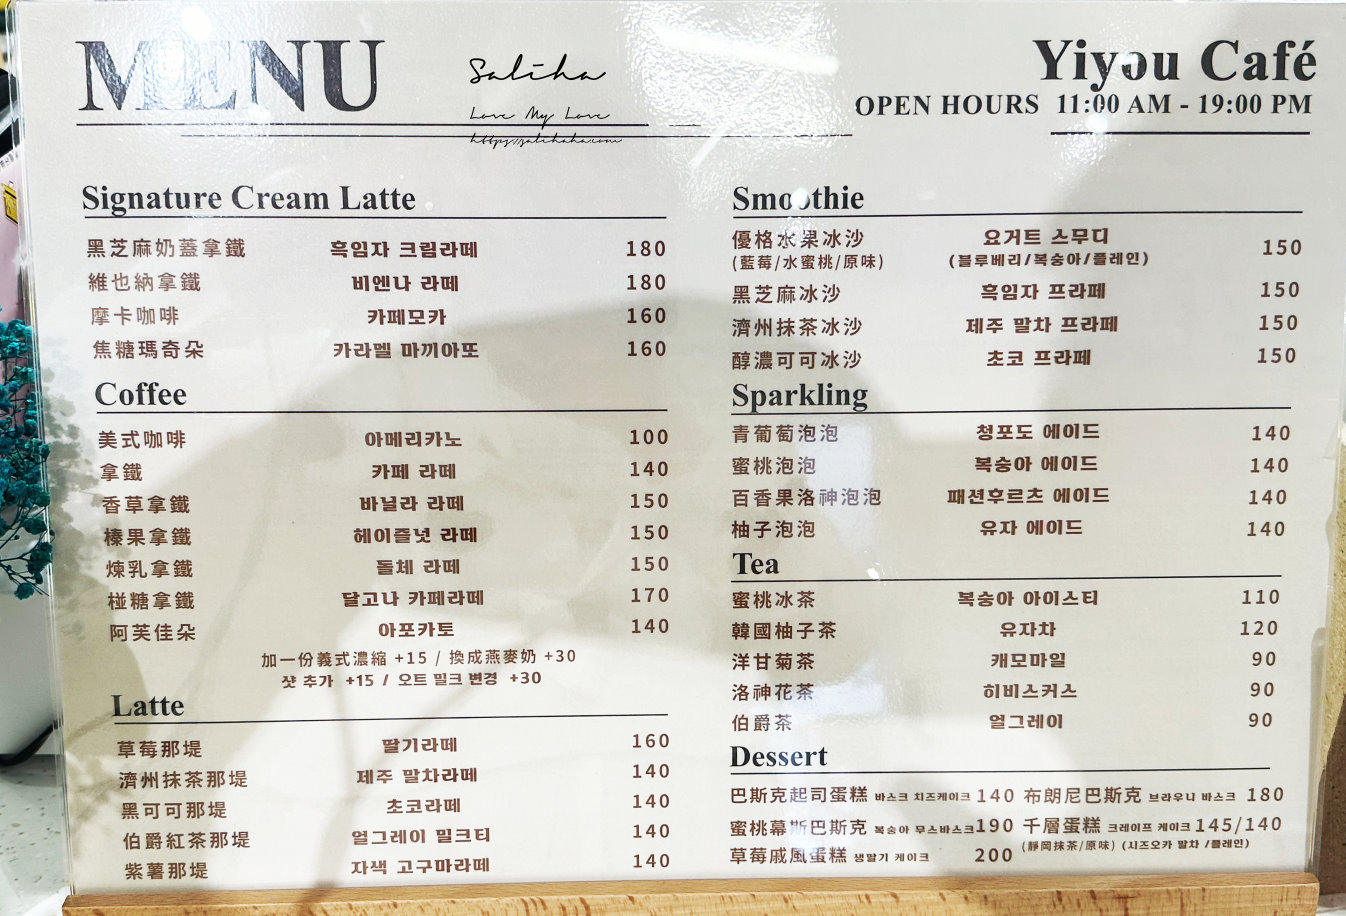 MENU
Saliha
Love My Love
https://salihaha.com
Yiyou Café
OPEN HOURS 11:00 AM - 19:00 PM
Signature Cream Latte
黑芝麻奶蓋拿鐵 흑임자 크림라떼 180
維也納拿鐵 비엔나 라떼 180
摩卡咖啡 카페모카 160
焦糖瑪奇朵 카라멜 마끼아또 160
Coffee
美式咖啡 아메리카노 100
拿鐵 카페 라떼 140
香草拿鐵 바닐라 라떼 150
榛果拿鐵 헤이즐넛 라떼 150
煉乳拿鐵 돌체 라떼 150
椪糖拿鐵 달고나 카페라떼 170
阿芙佳朵 아포카토 140
加一份義式濃縮 +15 / 換成燕麥奶 +30
샷 추가 +15 / 오트 밀크 변경 +30
Latte
草莓那堤 딸기라떼 160
濟州抹茶那堤 제주 말차라떼 140
黑可可那堤 초코라떼 140
伯爵紅茶那堤 얼그레이 밀크티 140
紫薯那堤 자색 고구마라떼 140
Smoothie
優格水果冰沙 요거트 스무디 150
(藍莓/水蜜桃/原味) (블루베리/복숭아/플레인)
黑芝麻冰沙 흑임자 프라페 150
濟州抹茶冰沙 제주 말차 프라페 150
醇濃可可冰沙 초코 프라페 150
Sparkling
青葡萄泡泡 청포도 에이드 140
蜜桃泡泡 복숭아 에이드 140
百香果洛神泡泡 패션후르츠 에이드 140
柚子泡泡 유자 에이드 140
Tea
蜜桃冰茶 복숭아 아이스티 110
韓國柚子茶 유자차 120
洋甘菊茶 캐모마일 90
洛神花茶 히비스커스 90
伯爵茶 얼그레이 90
Dessert
巴斯克起司蛋糕 바스크 치즈케이크 140 布朗尼巴斯克 브라우니 바스크 180
蜜桃幕斯巴斯克 복숭아 무스바스크 190 千層蛋糕 크레이프 케이크 145/140
(靜岡抹茶/原味) (시즈오카 말차 /플레인)
草莓戚風蛋糕 생딸기 케이크 200